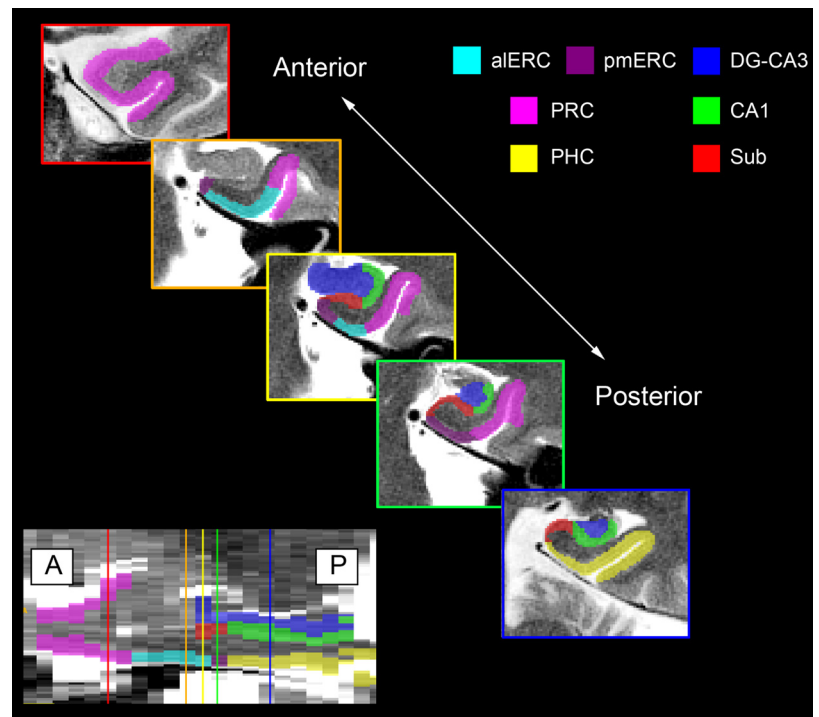 Anterior
alERC pmERC DG-CA3
PRC CA1
PHC Sub
Posterior
A P